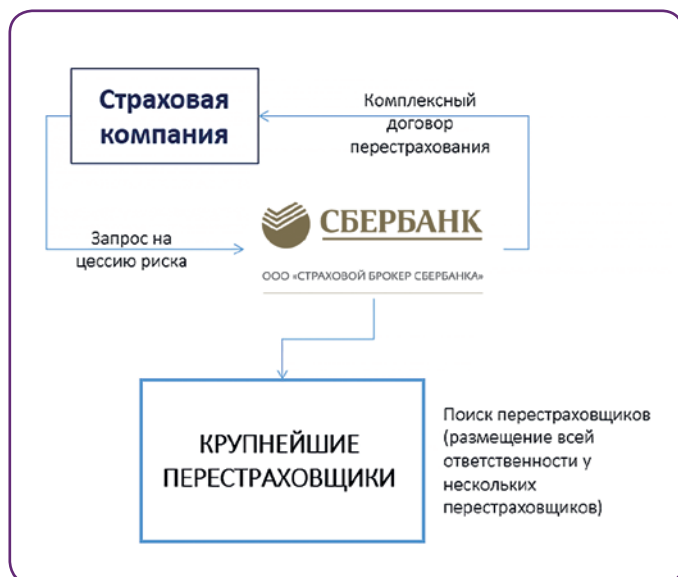 Страховая
компания
Комплексный
договор
перестрахования
Запрос на
цессию риска
СБЕРБАНК
ООО «СТРАХОВОЙ БРОКЕР СБЕРБАНКА»
КРУПНЕЙШИЕ
ПЕРЕСТРАХОВЩИКИ
Поиск перестраховщиков
(размещение всей
ответственности у
нескольких
перестраховщиков)